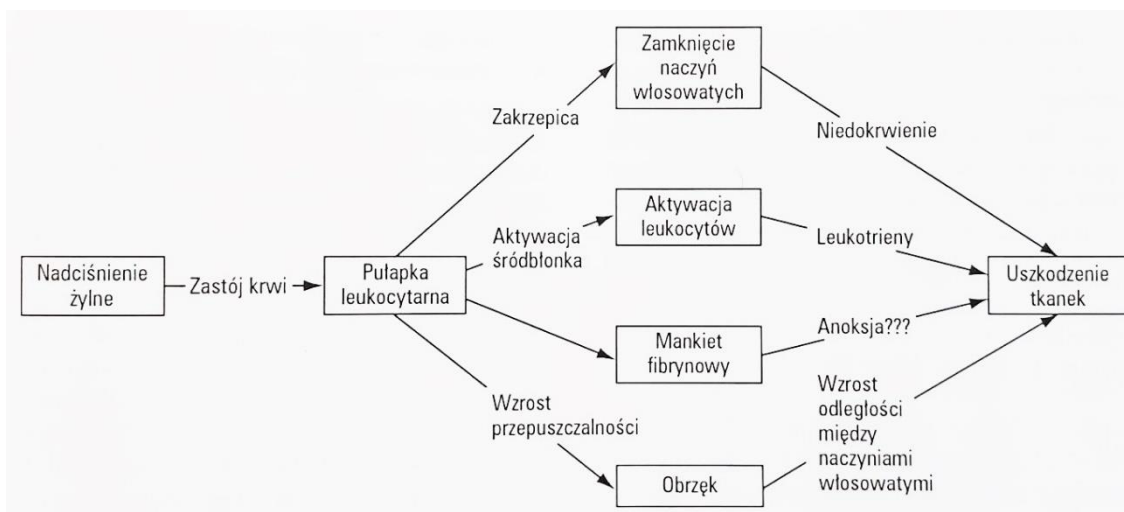 Zamknięcie
naczyń
włosowatych
Zakrzepica
Niedokrwienie
Aktywacja
leukocytów
Aktywacja
śródbłonka
Leukotrieny
Nadciśnienie
żylne
Zastój krwi
Pułapka
leukocytarna
Uszkodzenie
tkanek
Anoksja???
Mankiet
fibrynowy
Wzrost
przepuszczalności
Wzrost
odległości
między
naczyniami
włosowatymi
Obrzęk